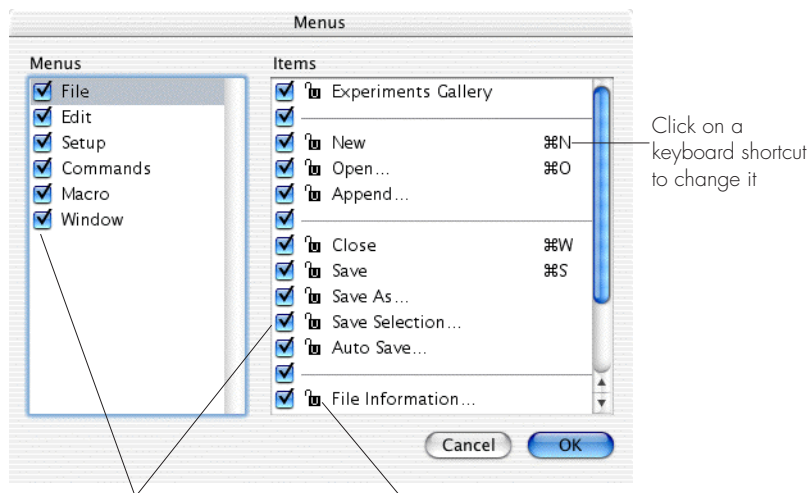 Menus
Menus
Items
File
Edit
Setup
Commands
Macro
Window
Experiments Gallery
New ⌘N
Open... ⌘O
Append...
Close ⌘W
Save ⌘S
Save As...
Save Selection...
Auto Save...
File Information...
Click on a
keyboard shortcut
to change it
Cancel
OK